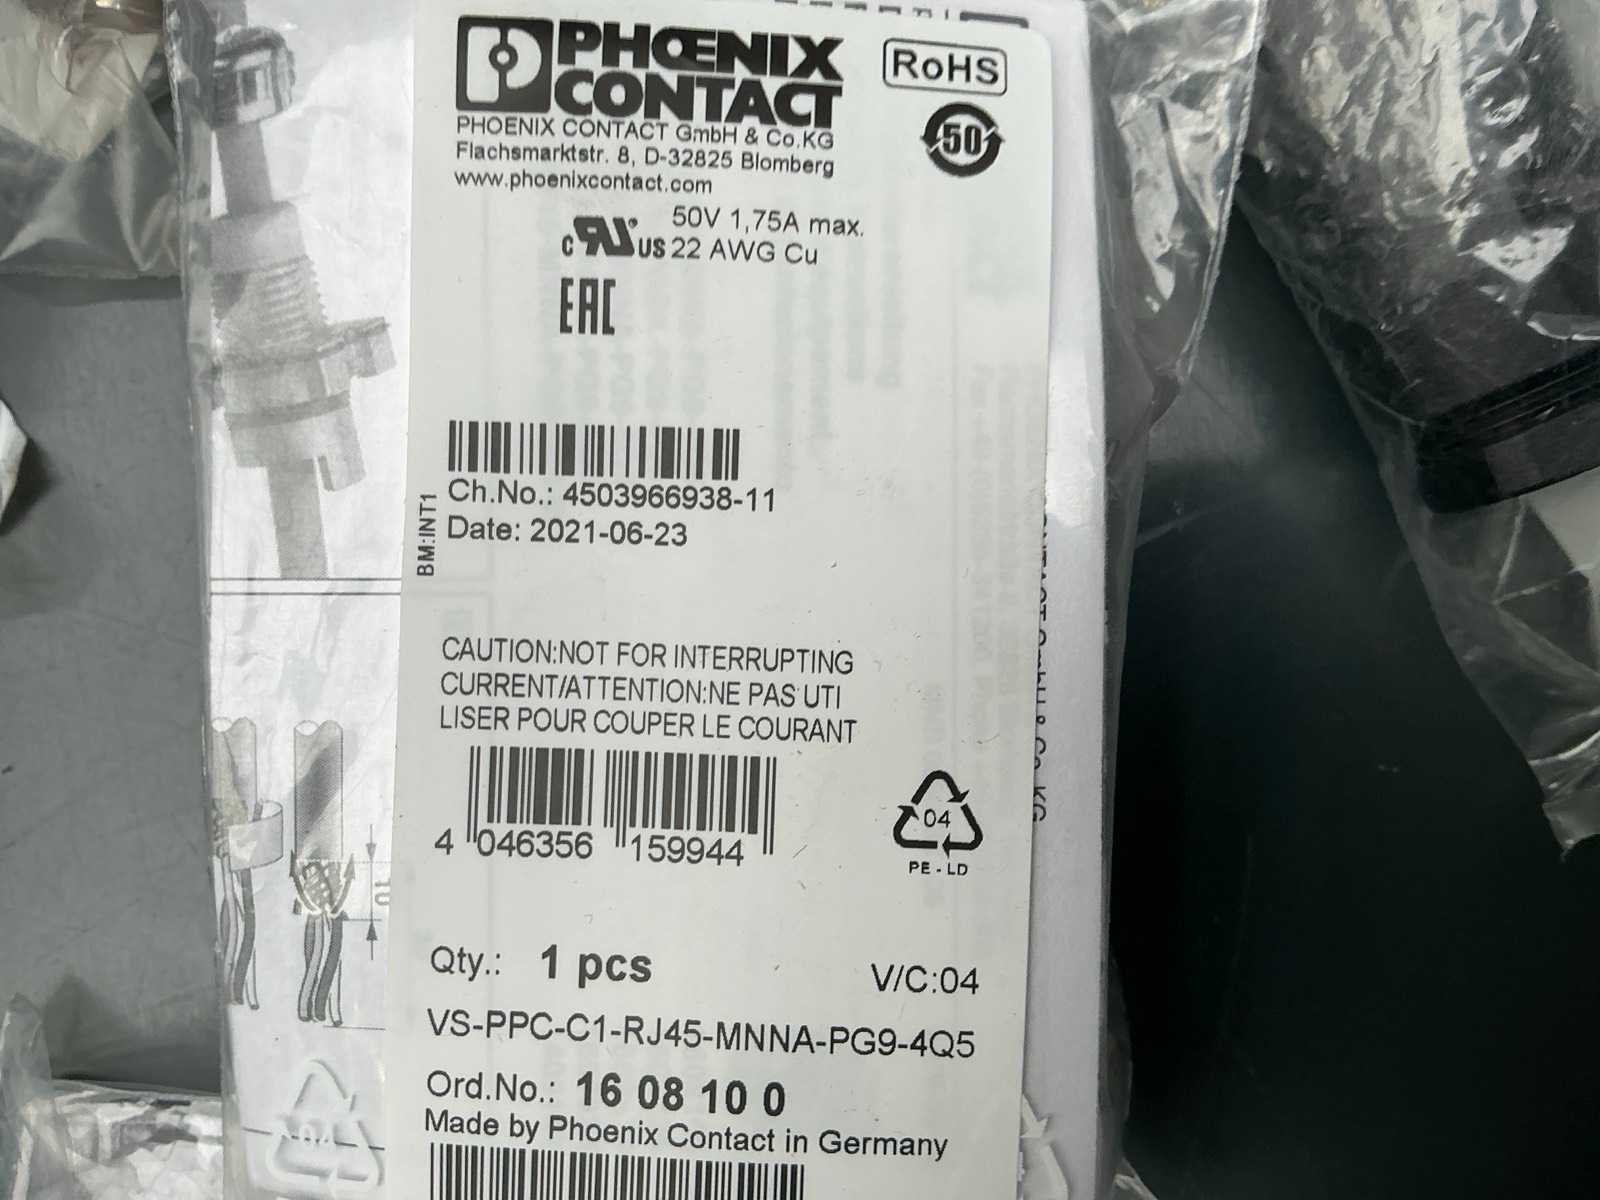 PHŒNIX
CONTACT
RoHS
PHOENIX CONTACT GmbH & Co.KG
Flachsmarktstr. 8, D-32825 Blomberg
www.phoenixcontact.com
50
50V 1,75A max.
c US 22 AWG Cu
EAC
Ch.No.: 4503966938-11
Date: 2021-06-23
BM:INT1
CAUTION:NOT FOR INTERRUPTING
CURRENT/ATTENTION:NE PAS UTI
LISER POUR COUPER LE COURANT
4 046356 159944
04
PE - LD
Qty.: 1 pcs
V/C:04
VS-PPC-C1-RJ45-MNNA-PG9-4Q5
Ord.No.: 16 08 10 0
Made by Phoenix Contact in Germany
04